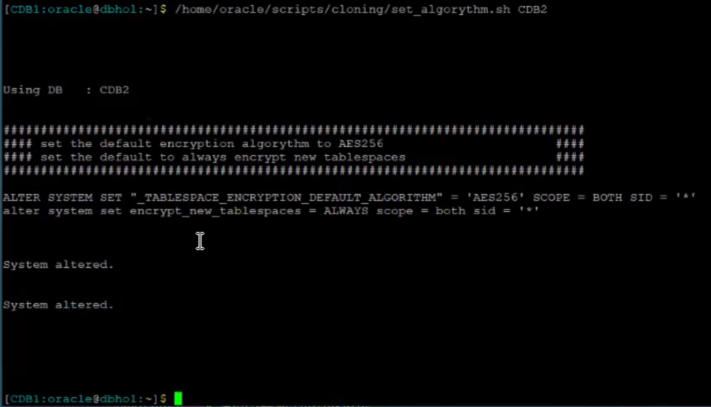 [CDB1:oracle@dbhol:~]$ /home/oracle/scripts/cloning/set_algorythm.sh CDB2
Using DB   : CDB2
##############################################################################
#### set the default encryption algorythm to AES256                       ####
#### set the default to always encrypt new tablespaces                    ####
##############################################################################
ALTER SYSTEM SET "_TABLESPACE_ENCRYPTION_DEFAULT_ALGORITHM" = 'AES256' SCOPE = BOTH SID = '*'
alter system set encrypt_new_tablespaces = ALWAYS scope = both sid = '*'
System altered.
System altered.
[CDB1:oracle@dbhol:~]$